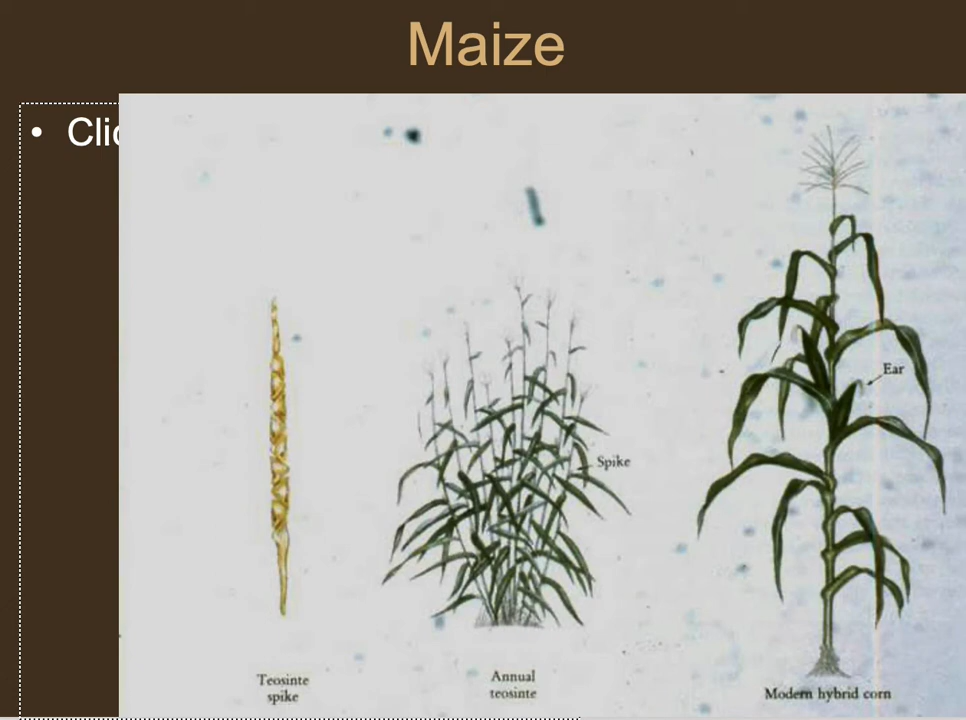 Maize
• Clic
Ear
Spike
Teosinte
spike
Annual
teosinte
Modern hybrid corn